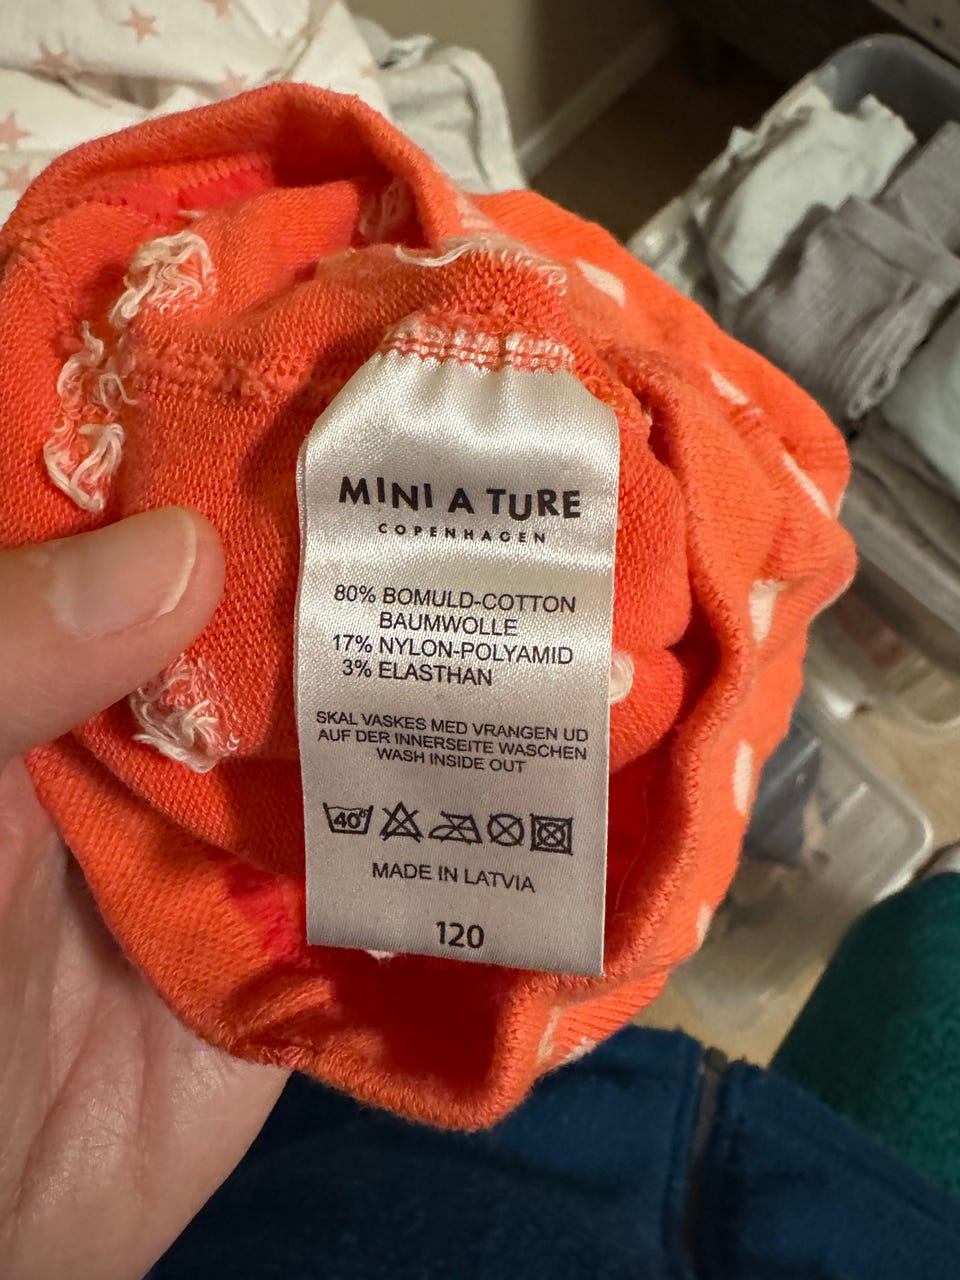 MINI A TURE
COPENHAGEN
80% BOMULD-COTTON
BAUMWOLLE
17% NYLON-POLYAMID
3% ELASTHAN
SKAL VASKES MED VRANGEN UD
AUF DER INNERSEITE WASCHEN
WASH INSIDE OUT
40°
MADE IN LATVIA
120